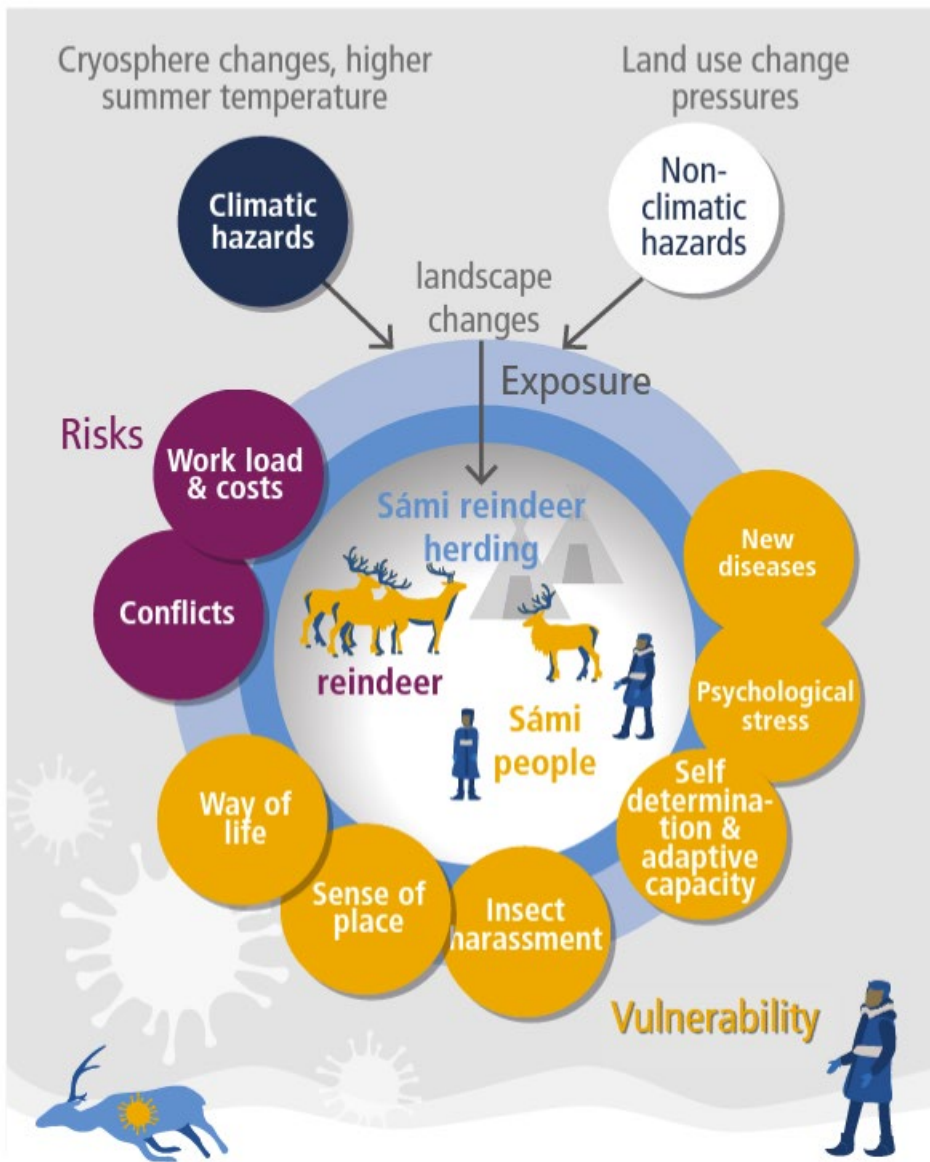 Cryosphere changes, higher
summer temperature
Land use change
pressures
Climatic
hazards
Non-
climatic
hazards
landscape
changes
Exposure
Risks
Work load
& costs
Conflicts
Sámi reindeer
herding
reindeer
Sámi
people
New
diseases
Psychological
stress
Self
determina-
tion &
adaptive
capacity
Way of
life
Sense of
place
Insect
harassment
Vulnerability